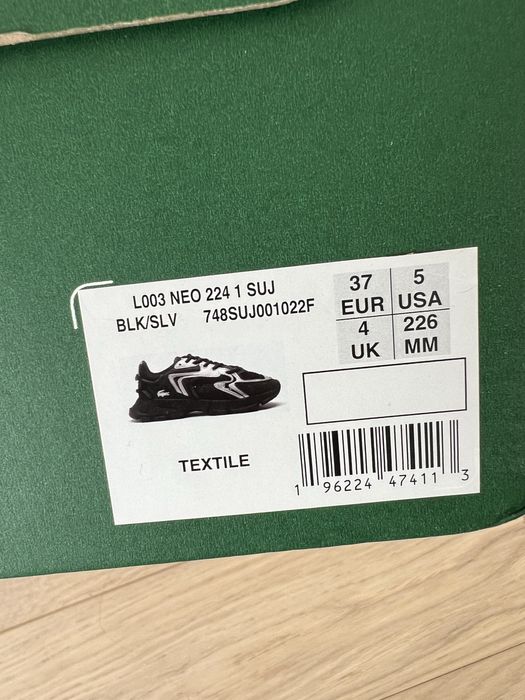 L003 NEO 224 1 SUJ
BLK/SLV 748SUJ001022F
37 EUR
5 USA
4 UK
226 MM
TEXTILE
1 96224 47411 3